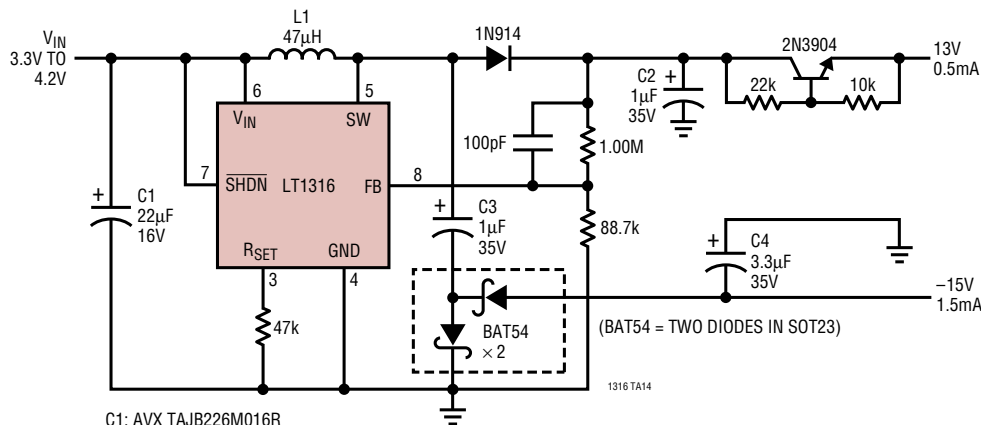 L1
47µH
1N914
2N3904
VIN
3.3V TO
4.2V
13V
0.5mA
6
5
VIN
SW
C2
1µF
35V
+
22k
10k
100pF
1.00M
7
SHDN
LT1316
FB
8
+
C1
22µF
16V
+
C3
1µF
35V
88.7k
RSET
GND
3
4
+
C4
3.3µF
35V
–15V
1.5mA
47k
BAT54
× 2
(BAT54 = TWO DIODES IN SOT23)
1316 TA14
C1: AVX TAJB226M016R